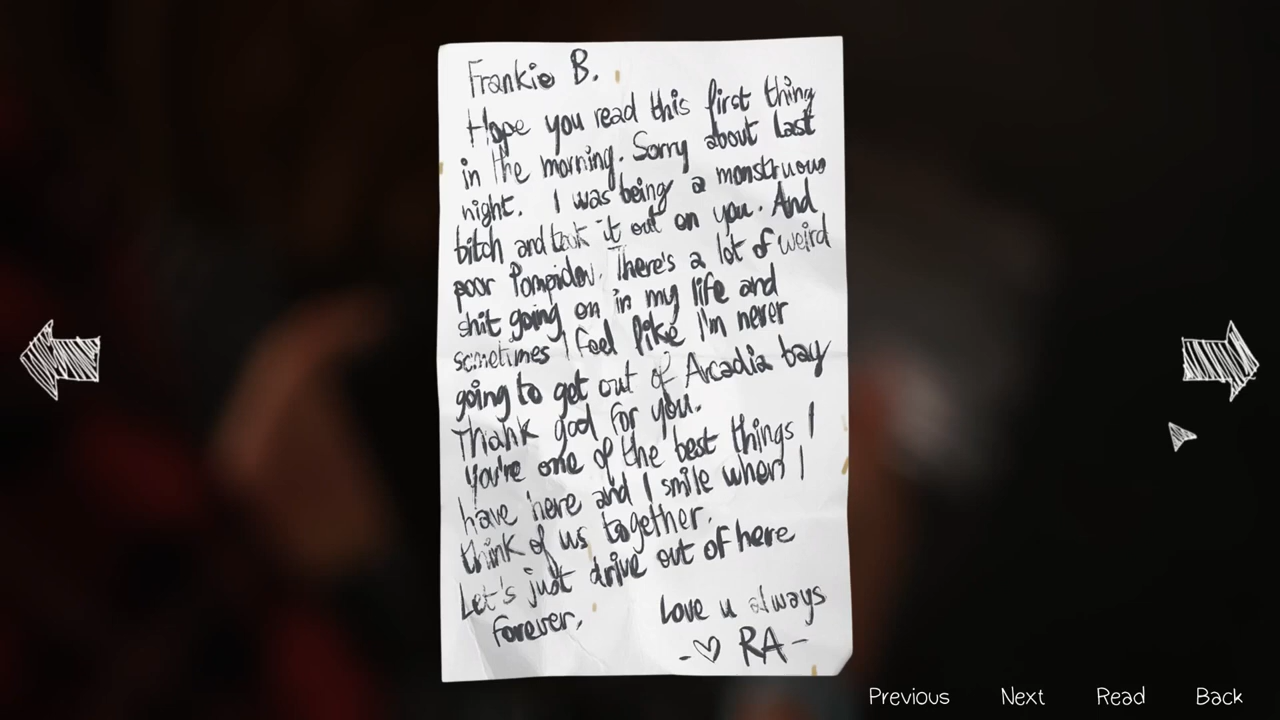 Frankie B.
Hope you read this first thing
in the morning. Sorry about last
night. I was being a monstruous
bitch and took it out on you. And
poor Pompidou. There's a lot of weird
shit going on in my life and
sometimes I feel like I'm never
going to get out of Arcadia bay
Thank god for you.
You're one of the best things I
have here and I smile when I
think of us together.
Let's just drive out of here
forever.
Love u always
-♡ RA-
Previous Next Read Back